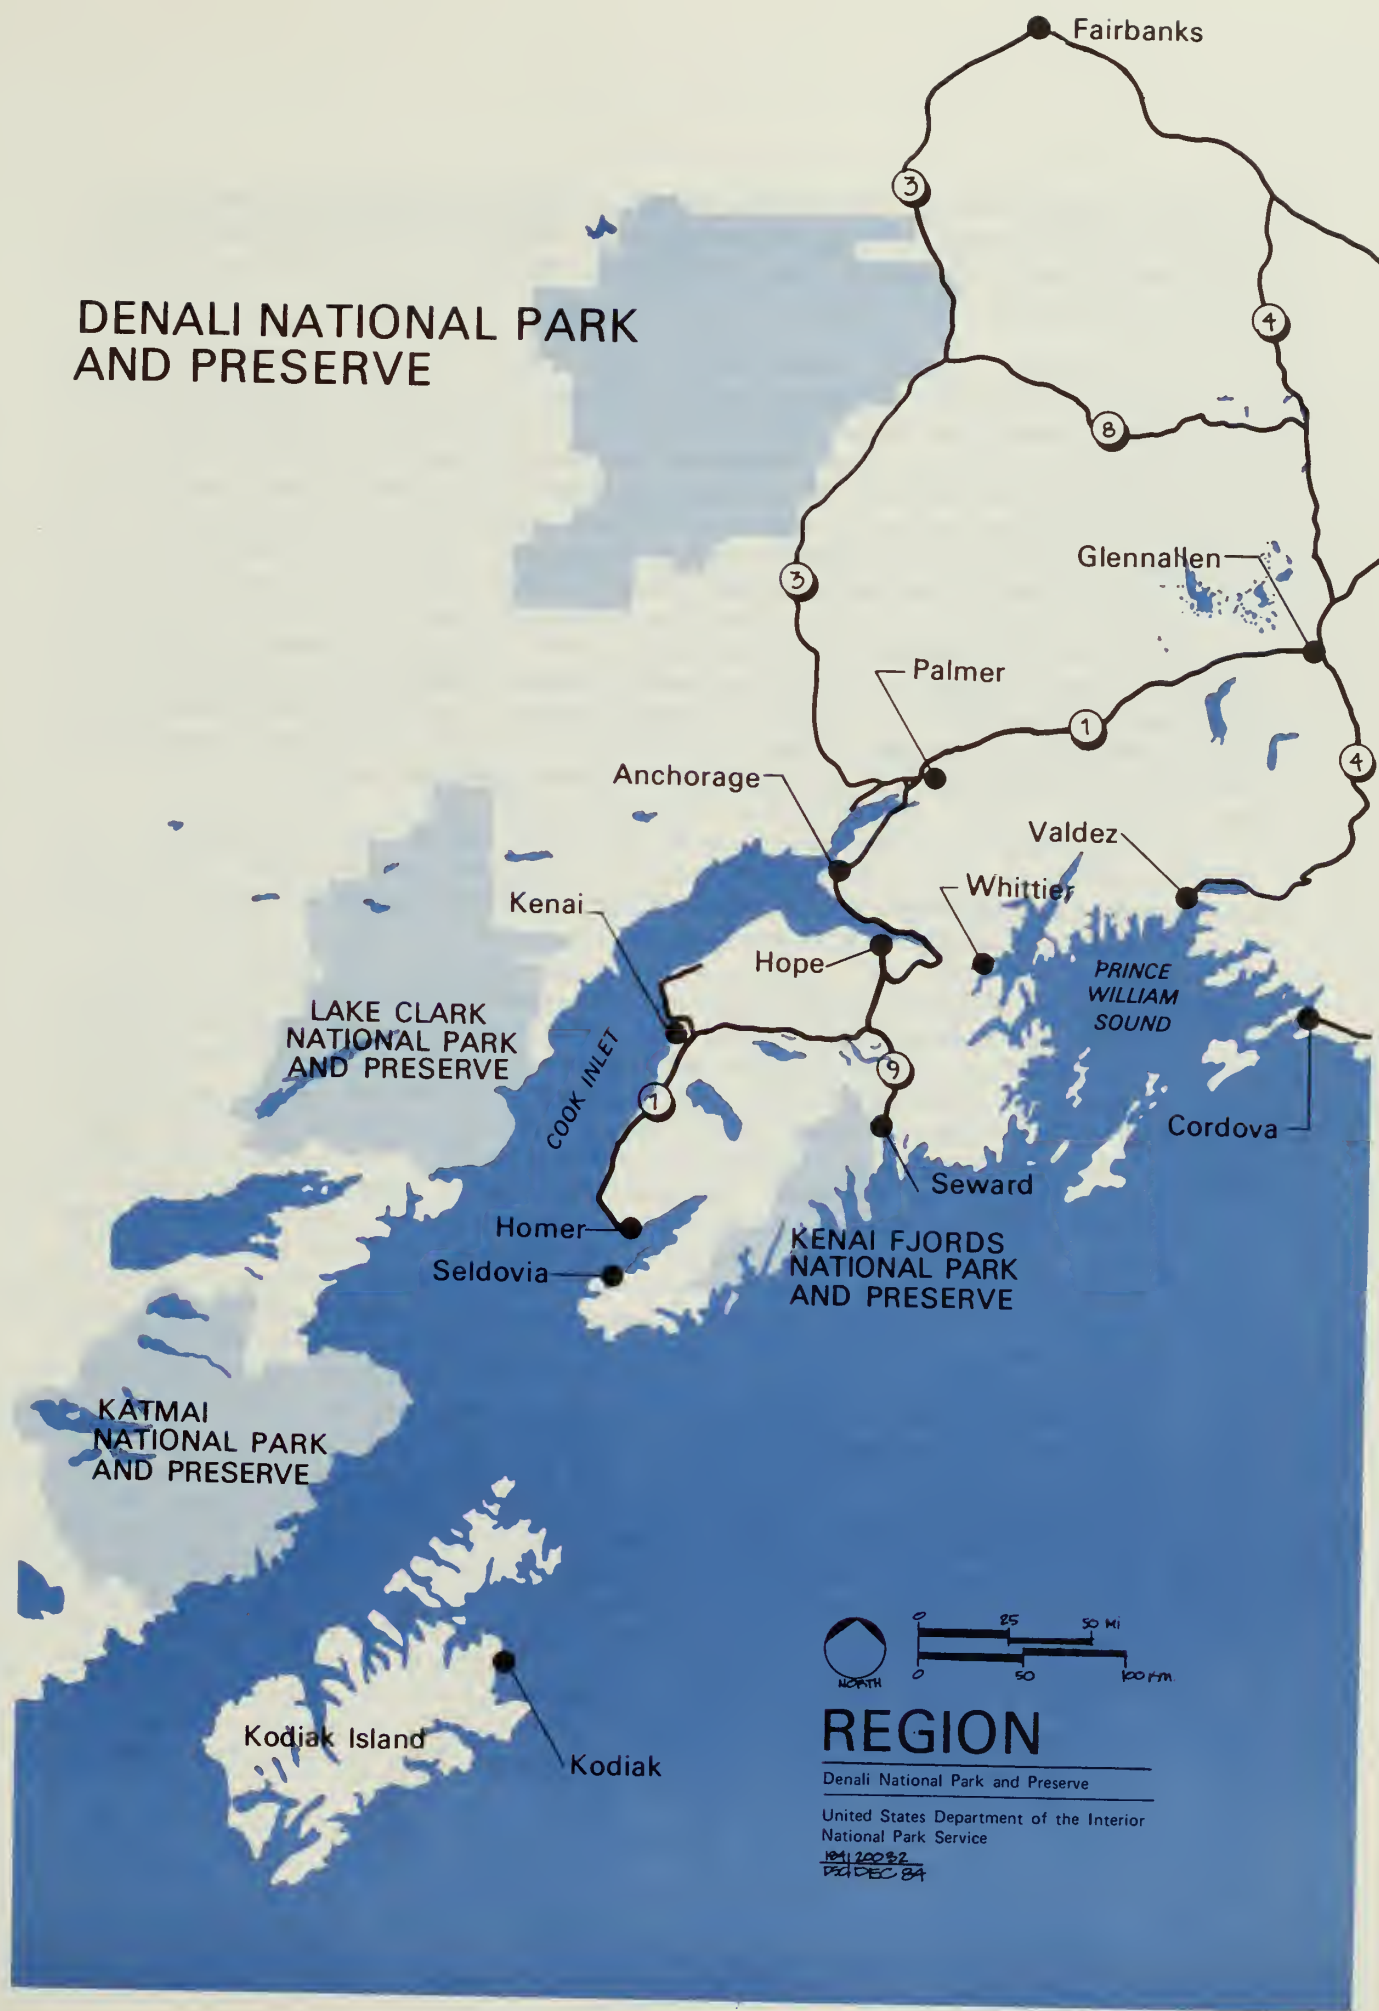 Fairbanks
3
DENALI NATIONAL PARK
AND PRESERVE
4
8
Glennallen
3
Palmer
1
Anchorage
4
Valdez
Whittier
Kenai
Hope
PRINCE
WILLIAM
SOUND
LAKE CLARK
NATIONAL PARK
AND PRESERVE
COOK INLET
9
1
Cordova
Seward
Homer
KENAI FJORDS
NATIONAL PARK
AND PRESERVE
Seldovia
KATMAI
NATIONAL PARK
AND PRESERVE
0 25 50 MI
0 50 100 KM
NORTH
REGION
Kodiak Island
Kodiak
Denali National Park and Preserve
United States Department of the Interior
National Park Service
184 20032
DSC DEC 84